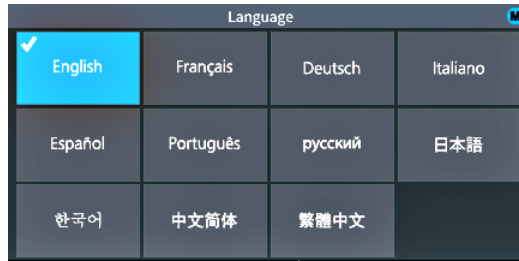 Language
M
English
Français
Deutsch
Italiano
Español
Português
русский
日本語
한국어
中文简体
繁體中文